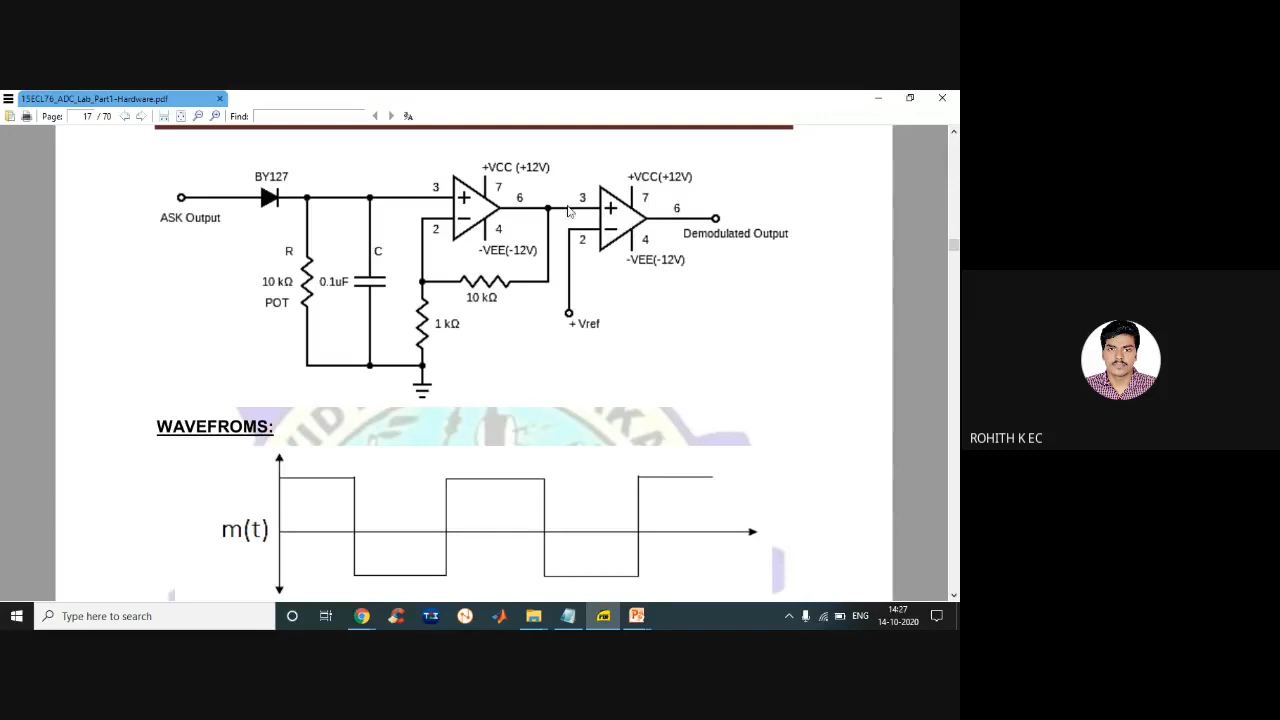 15ECL76_ADC_Lab_Part1-Hardware.pdf
Page: 17 / 70 Find:
BY127
ASK Output
R
10 kΩ
POT
C
0.1uF
+VCC (+12V)
3
7
6
2
4
-VEE(-12V)
10 kΩ
1 kΩ
+VCC(+12V)
3
7
6
2
4
-VEE(-12V)
Demodulated Output
+ Vref
WAVEFROMS:
m(t)
ROHITH K EC
Type here to search
ENG
14:27
14-10-2020